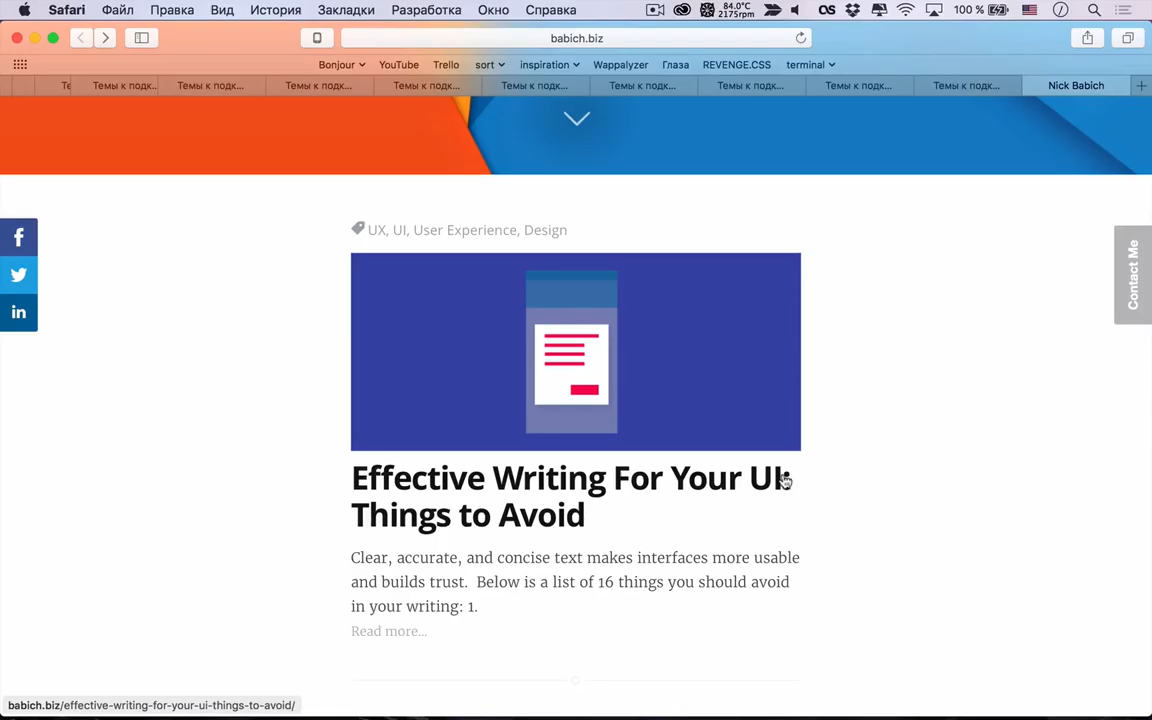 Safari Файл Правка Вид История Закладки Разработка Окно Справка 84.0°C 2175rpm 100 %
babich.biz
Bonjour YouTube Trello sort inspiration Wappalyzer Глаза REVENGE.CSS terminal
Те Темы к подк... Темы к подк... Темы к подк... Темы к подк... Темы к подк... Темы к подк... Темы к подк... Темы к подк... Темы к подк... Nick Babich
UX, UI, User Experience, Design
Contact Me
Effective Writing For Your UI:
Things to Avoid
Clear, accurate, and concise text makes interfaces more usable
and builds trust. Below is a list of 16 things you should avoid
in your writing: 1.
Read more...
babich.biz/effective-writing-for-your-ui-things-to-avoid/